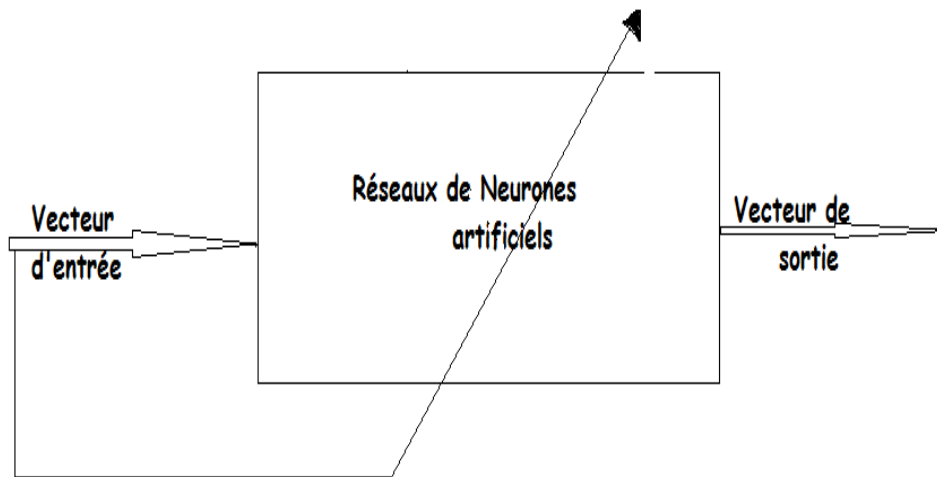 Vecteur
d'entrée
Réseaux de Neurones
artificiels
Vecteur de
sortie